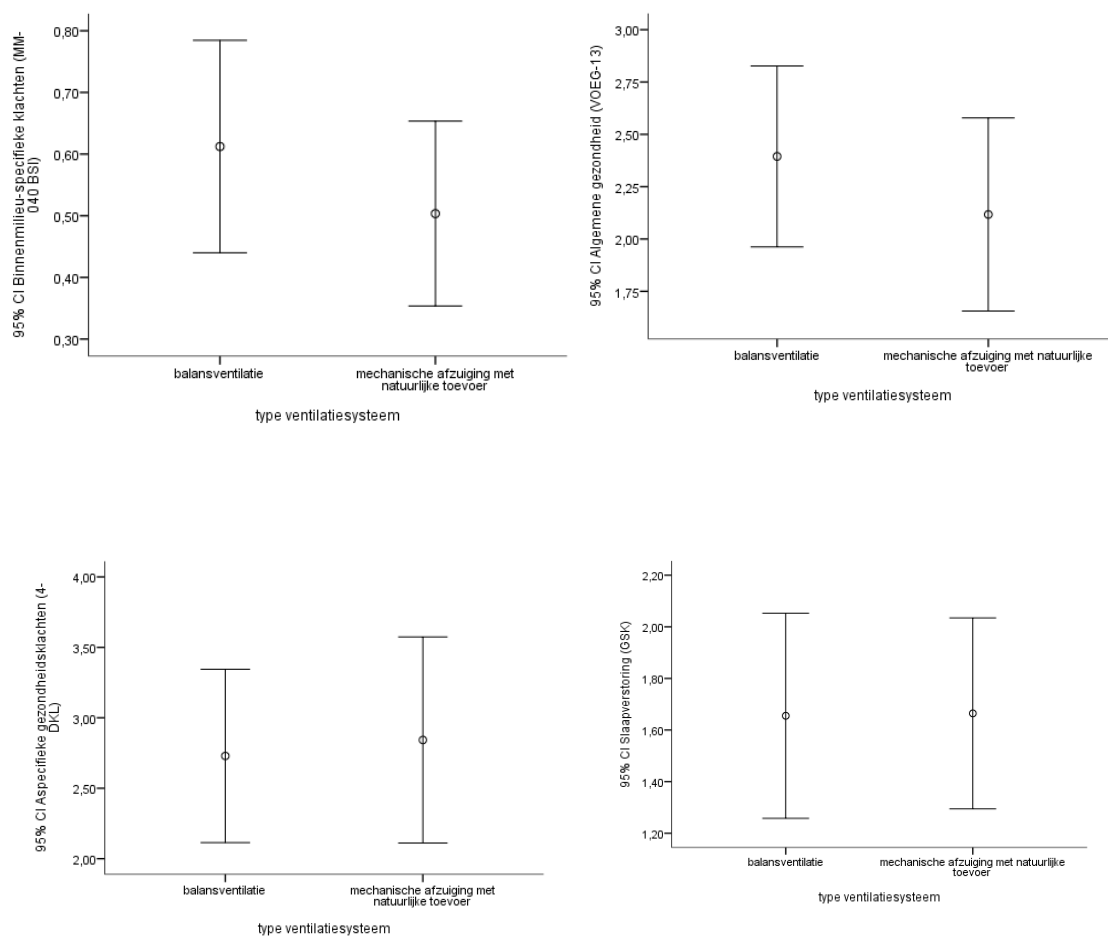 95% CI Binnenmilieu-specifieke klachten (MM-
040 BSI)
0,80
0,70
0,60
0,50
0,40
0,30
balansventilatie
mechanische afzuiging met
natuurlijke toevoer
type ventilatiesysteem
95% CI Algemene gezondheid (VOEG-13)
3,00
2,75
2,50
2,25
2,00
1,75
balansventilatie
mechanische afzuiging met natuurlijke
toevoer
type ventilatiesysteem
95% CI Aspecifieke gezondheidsklachten (4-
DKL)
4,00
3,50
3,00
2,50
2,00
balansventilatie
mechanische afzuiging met
natuurlijke toevoer
type ventilatiesysteem
95% CI Slaapverstoring (GSK)
2,20
2,00
1,80
1,60
1,40
1,20
balansventilatie
mechanische afzuiging met natuurlijke
toevoer
type ventilatiesysteem